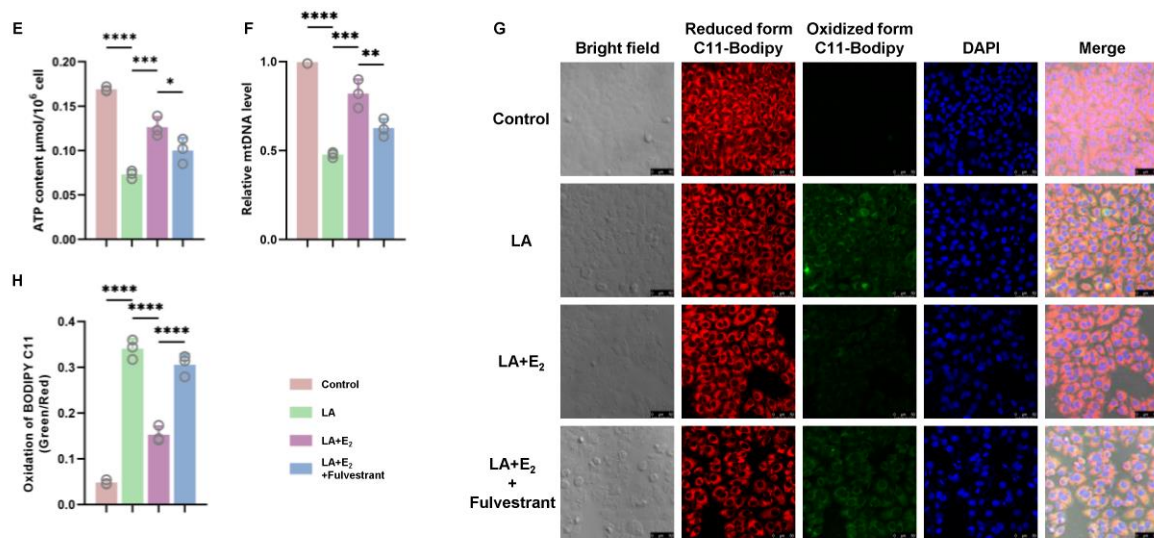 E
****
***
*
0.20
0.15
0.10
0.05
0.00
ATP content μmol/10⁶ cell
F
****
***
**
1.0
0.5
0.0
Relative mtDNA level
H
****
****
****
0.4
0.3
0.2
0.1
0.0
Oxidation of BODIPY C11
(Green/Red)
Control
LA
LA+E₂
LA+E₂
+Fulvestrant
G
Bright field
Reduced form
C11-Bodipy
Oxidized form
C11-Bodipy
DAPI
Merge
Control
LA
LA+E₂
LA+E₂
+
Fulvestrant